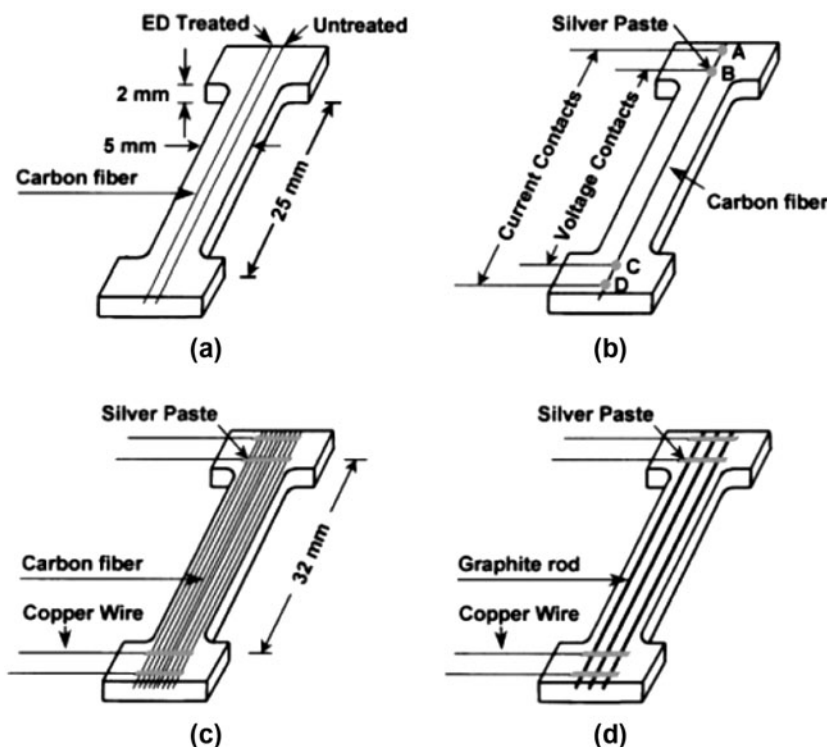 ED Treated
Untreated
2 mm
5 mm
Carbon fiber
25 mm
(a)
Silver Paste
A
B
Current Contacts
Voltage Contacts
Carbon fiber
C
D
(b)
Silver Paste
Carbon fiber
32 mm
Copper Wire
(c)
Silver Paste
Graphite rod
Copper Wire
(d)